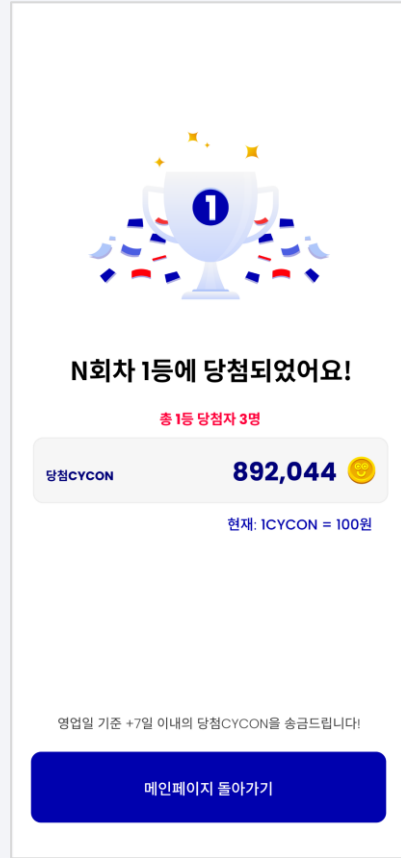 1
N회차 1등에 당첨되었어요!
총 1등 당첨자 3명
당첨CYCON 892,044
현재: 1CYCON = 100원
영업일 기준 +7일 이내의 당첨CYCON을 송금드립니다!
메인페이지 돌아가기